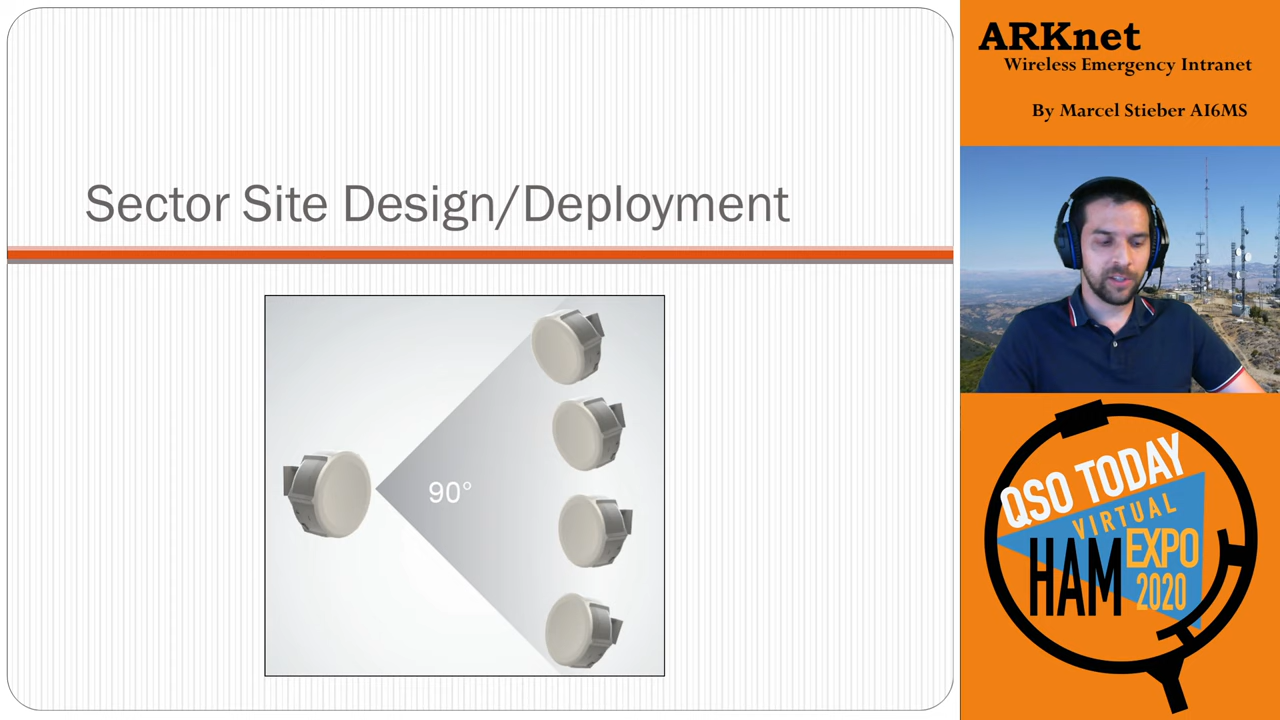 Sector Site Design/Deployment
90°
ARKnet
Wireless Emergency Intranet
By Marcel Stieber AI6MS
QSO TODAY
VIRTUAL
HAM EXPO
2020